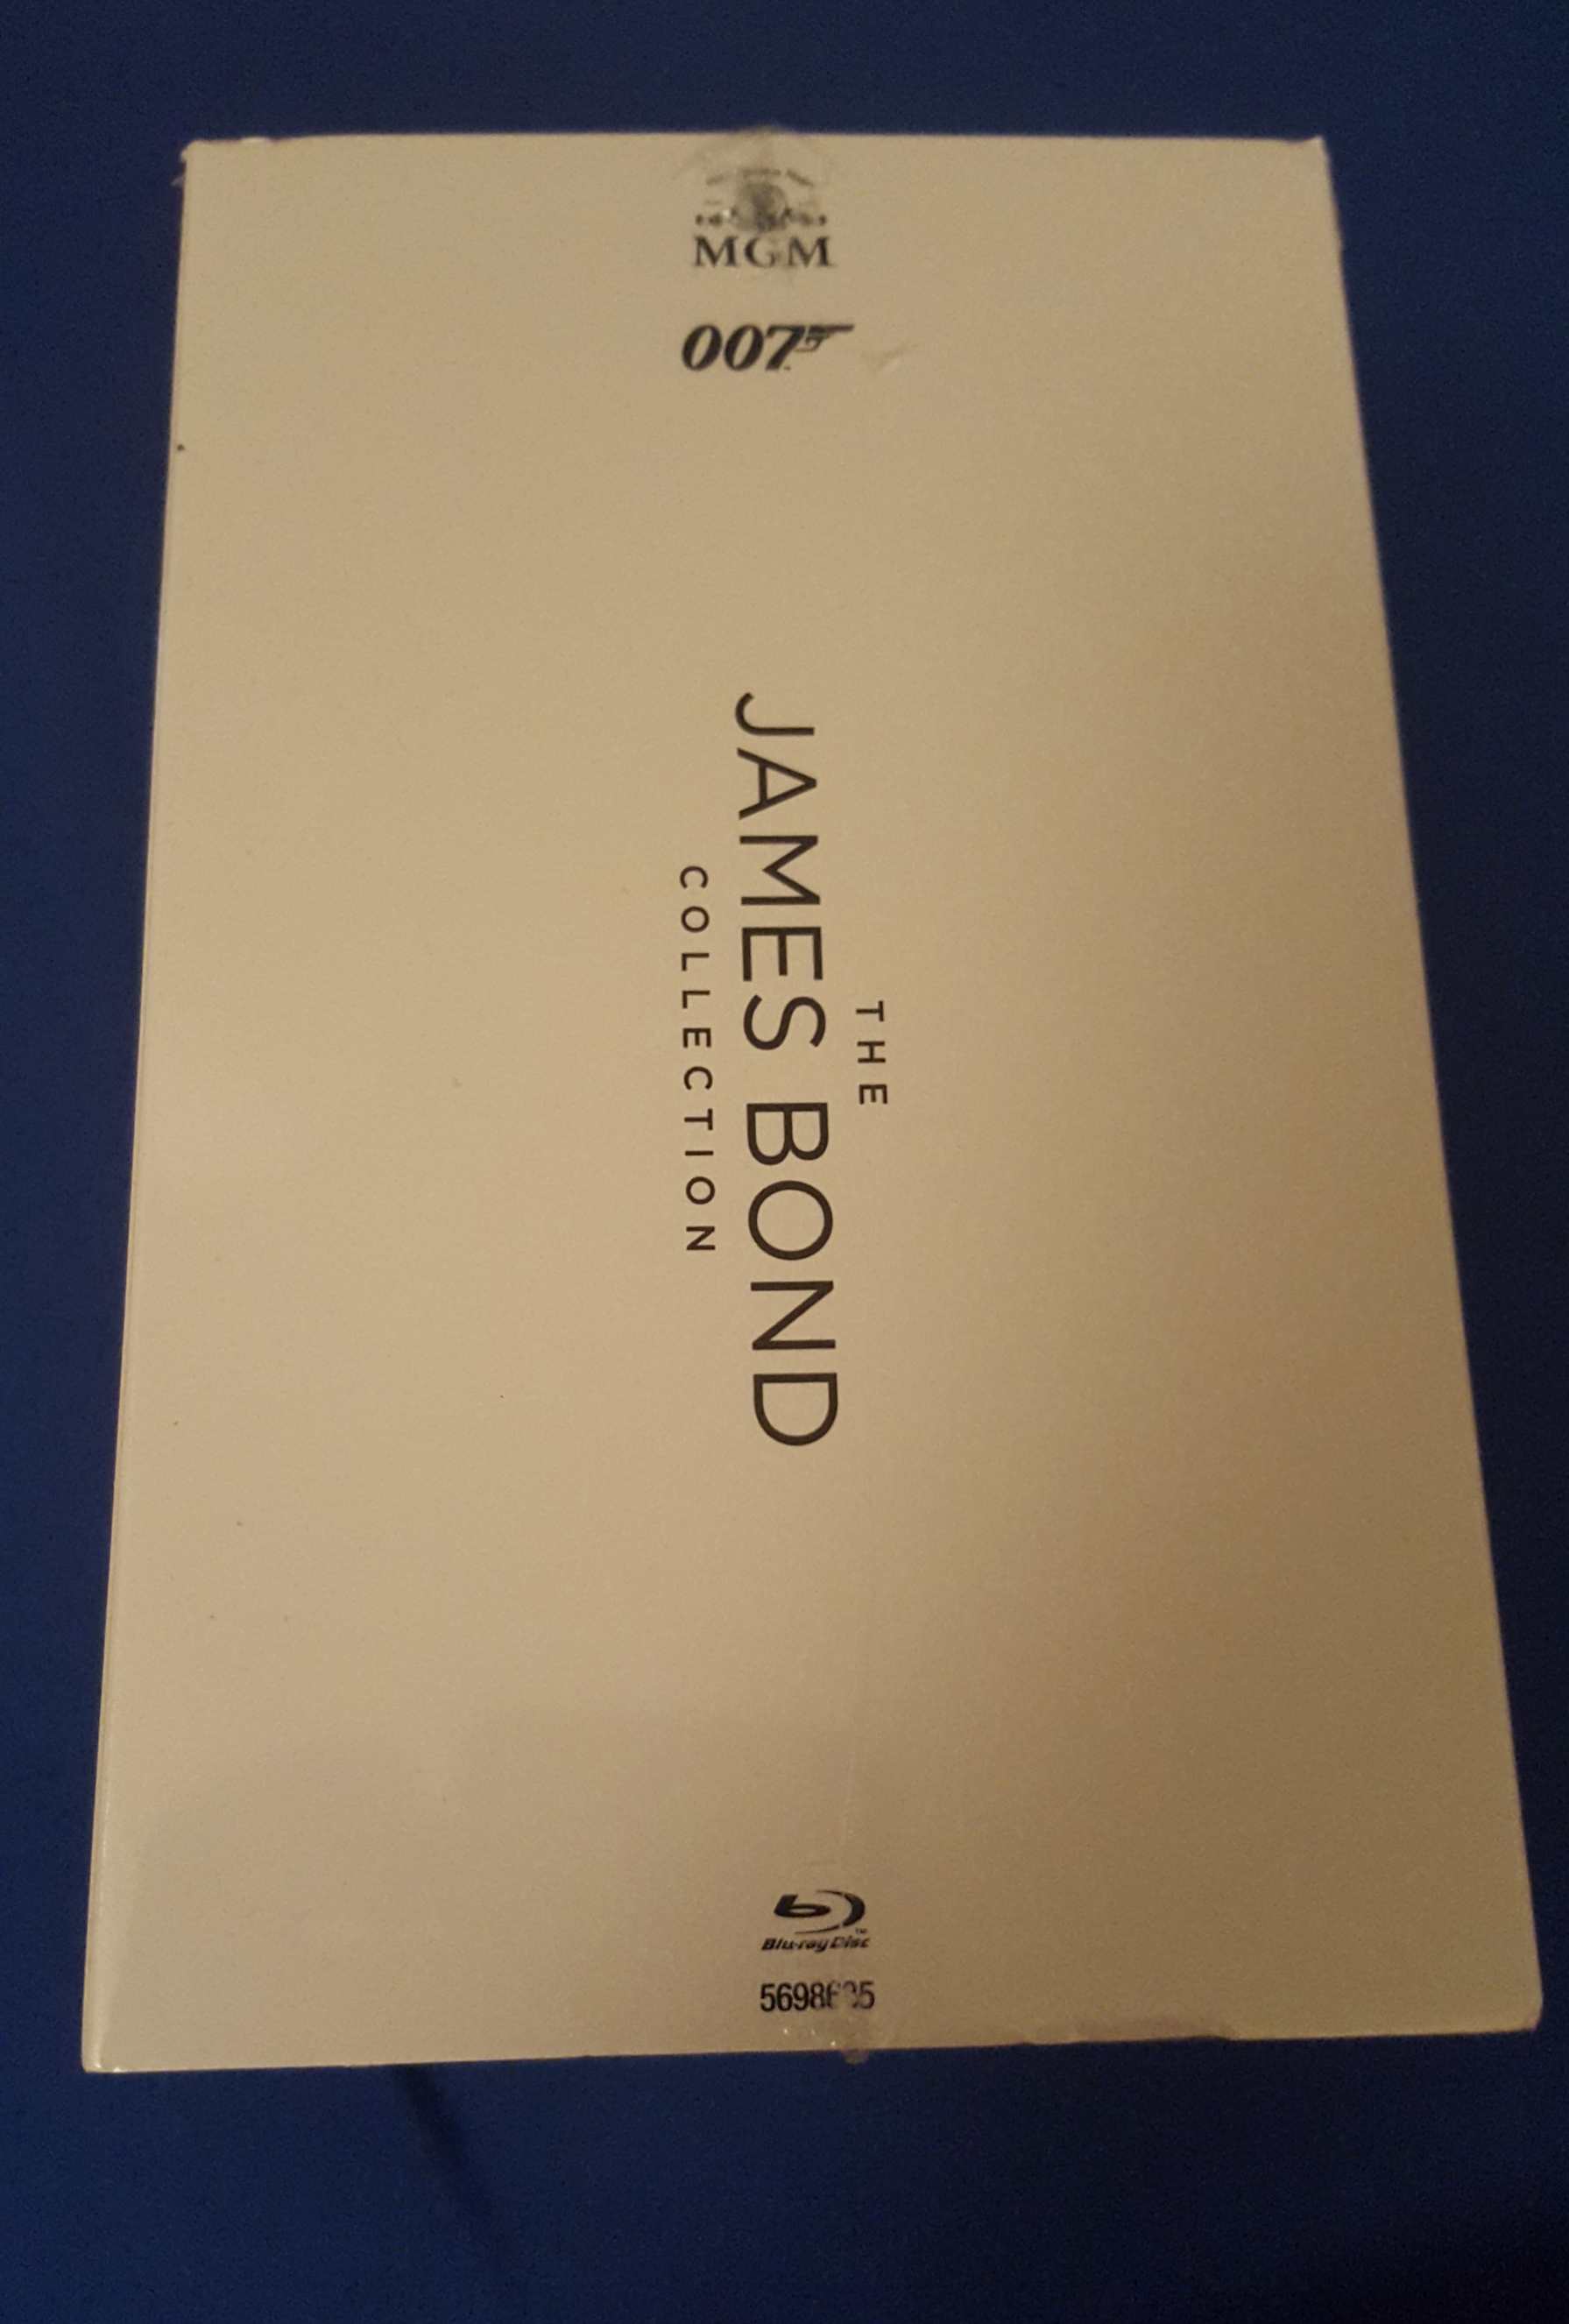 MGM
007
THE
JAMES BOND
COLLECTION
Blu-ray Disc